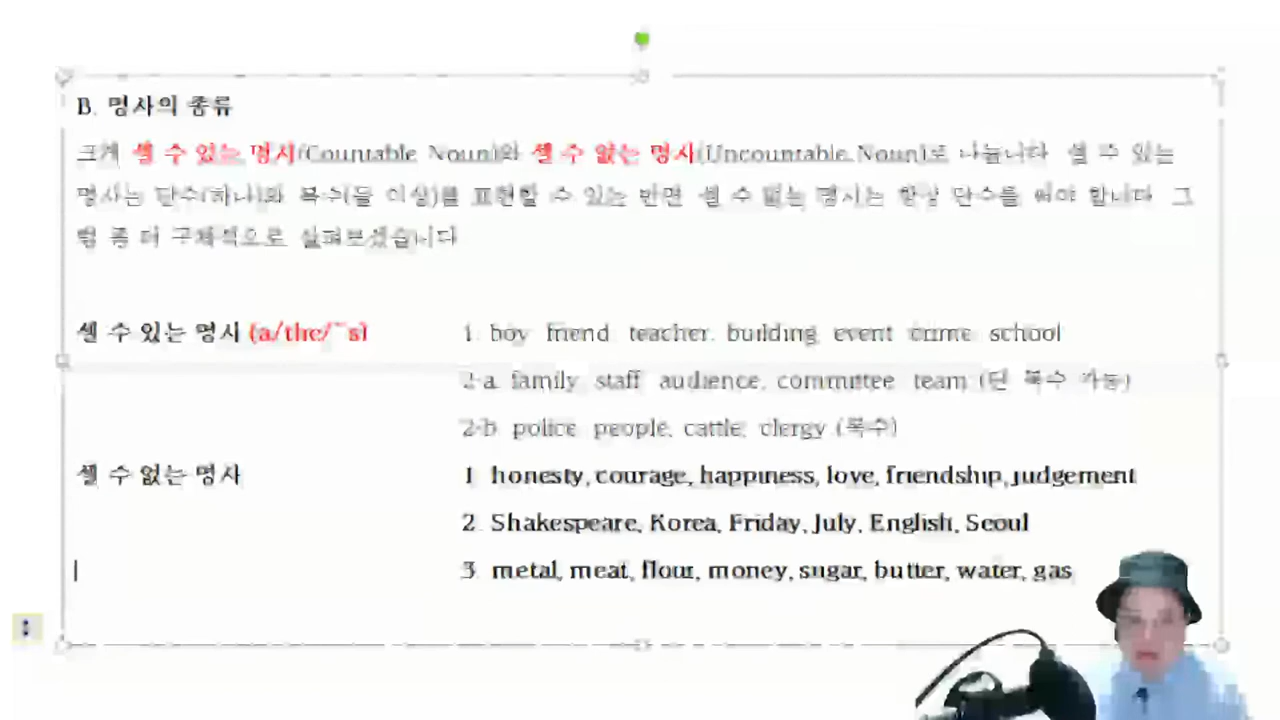 B. 명사의 종류
크게 셀 수 있는 명사(Countable Noun)와 셀 수 없는 명사(Uncountable Noun)로 나뉩니다. 셀 수 있는
명사는 단수(하나)와 복수(둘 이상)를 표현할 수 있는 반면 셀 수 없는 명사는 항상 단수를 써야 합니다. 그
럼 좀 더 구체적으로 살펴보겠습니다.
셀 수 있는 명사 (a/the/~s) 1. boy, friend, teacher, building, event, crime, school
2-a. family, staff, audience, committee, team (단 복수 가능)
2-b. police, people, cattle, clergy (복수)
셀 수 없는 명사 1. honesty, courage, happiness, love, friendship, judgement
2. Shakespeare, Korea, Friday, July, English, Seoul
3. metal, meat, flour, money, sugar, butter, water, gas